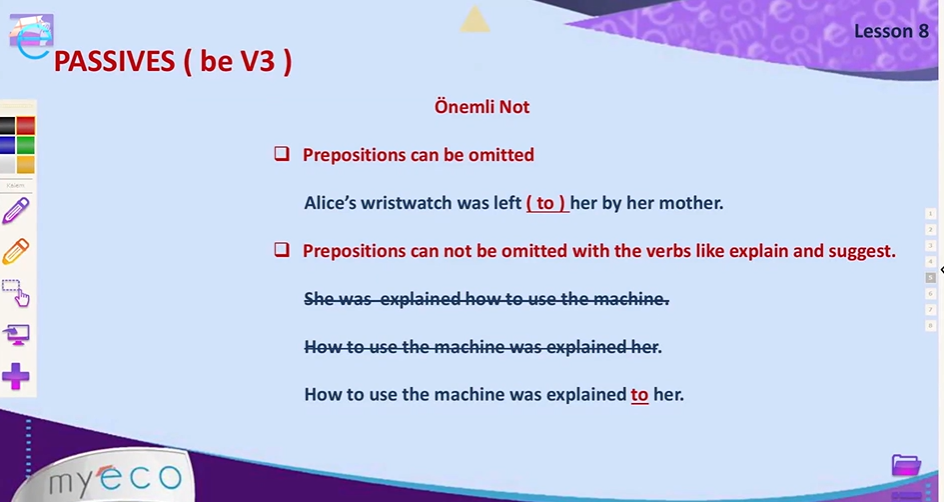 Lesson 8
PASSIVES ( be V3 )
Önemli Not
Prepositions can be omitted
Alice’s wristwatch was left ( to ) her by her mother.
Prepositions can not be omitted with the verbs like explain and suggest.
She was explained how to use the machine.
How to use the machine was explained her.
How to use the machine was explained to her.
1
2
3
4
5
6
7
8
myeco